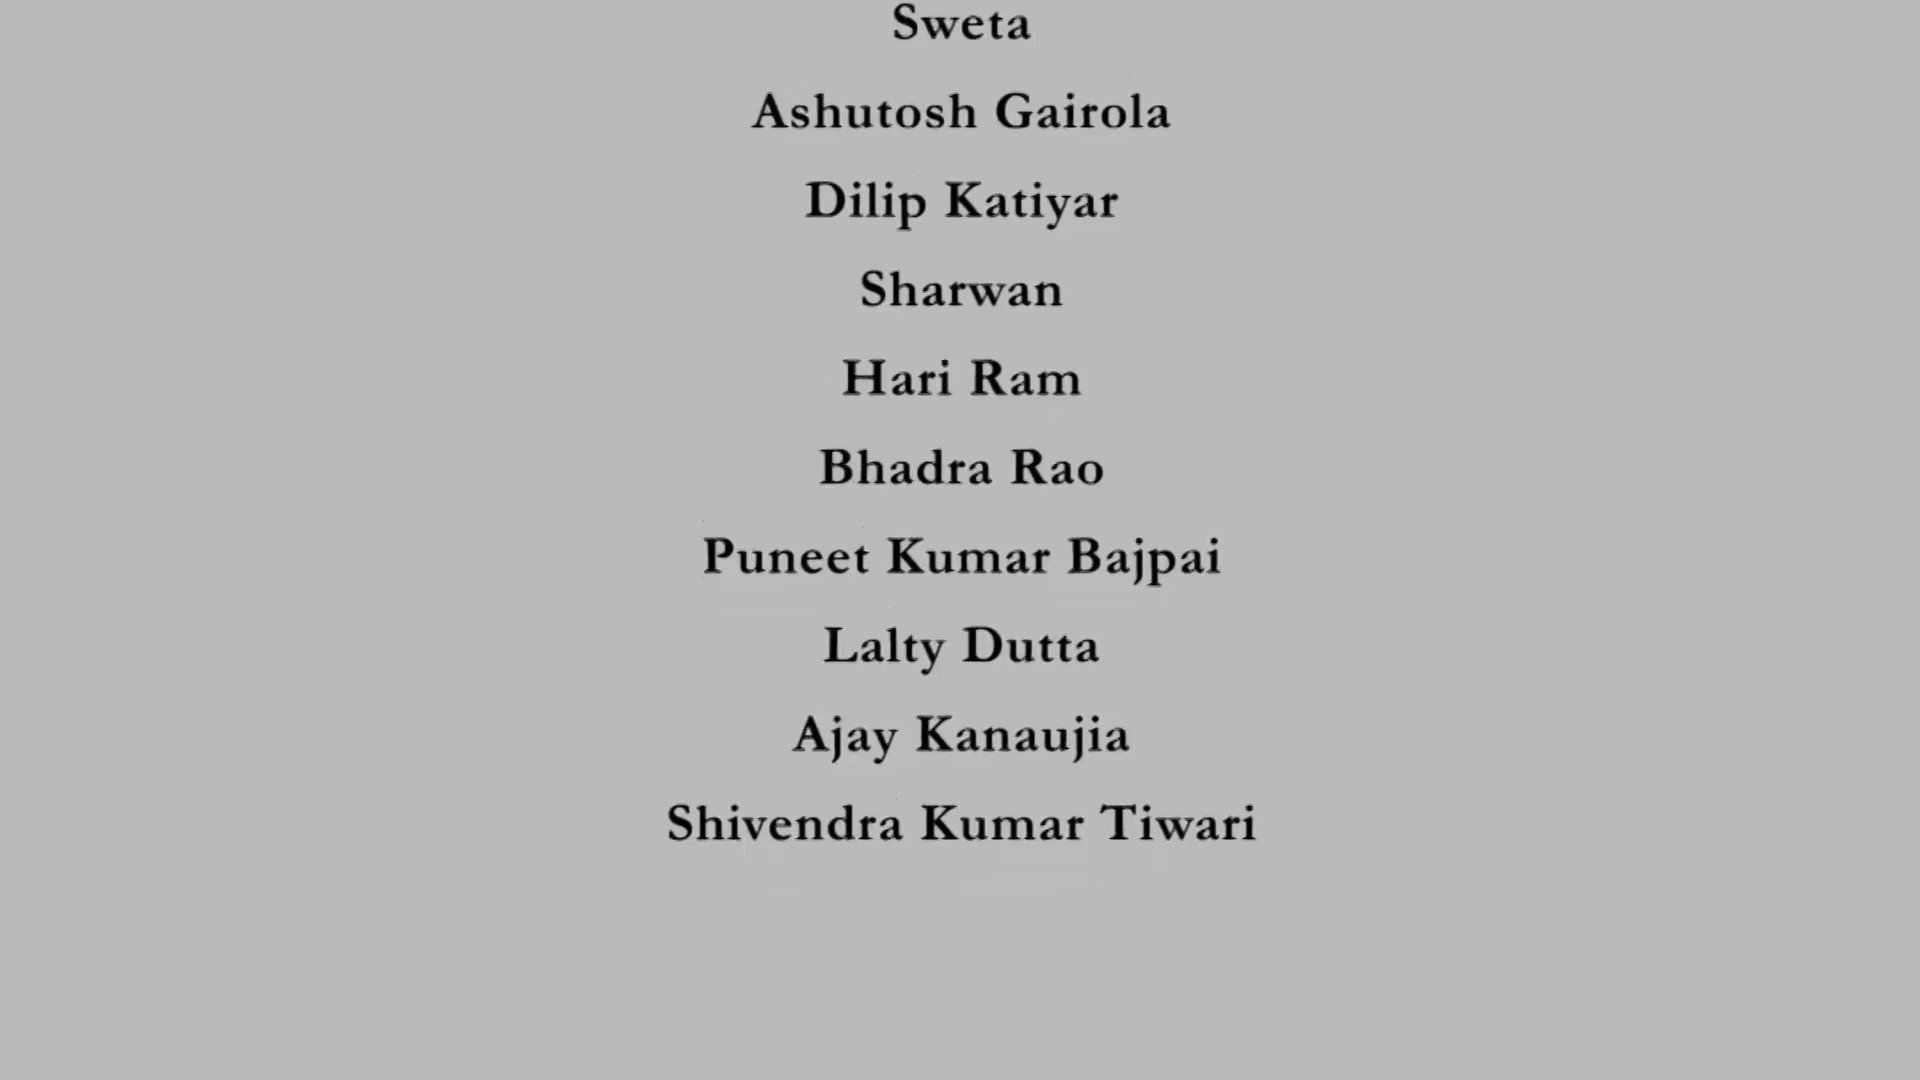 Sweta
Ashutosh Gairola
Dilip Katiyar
Sharwan
Hari Ram
Bhadra Rao
Puneet Kumar Bajpai
Lalty Dutta
Ajay Kanaujia
Shivendra Kumar Tiwari